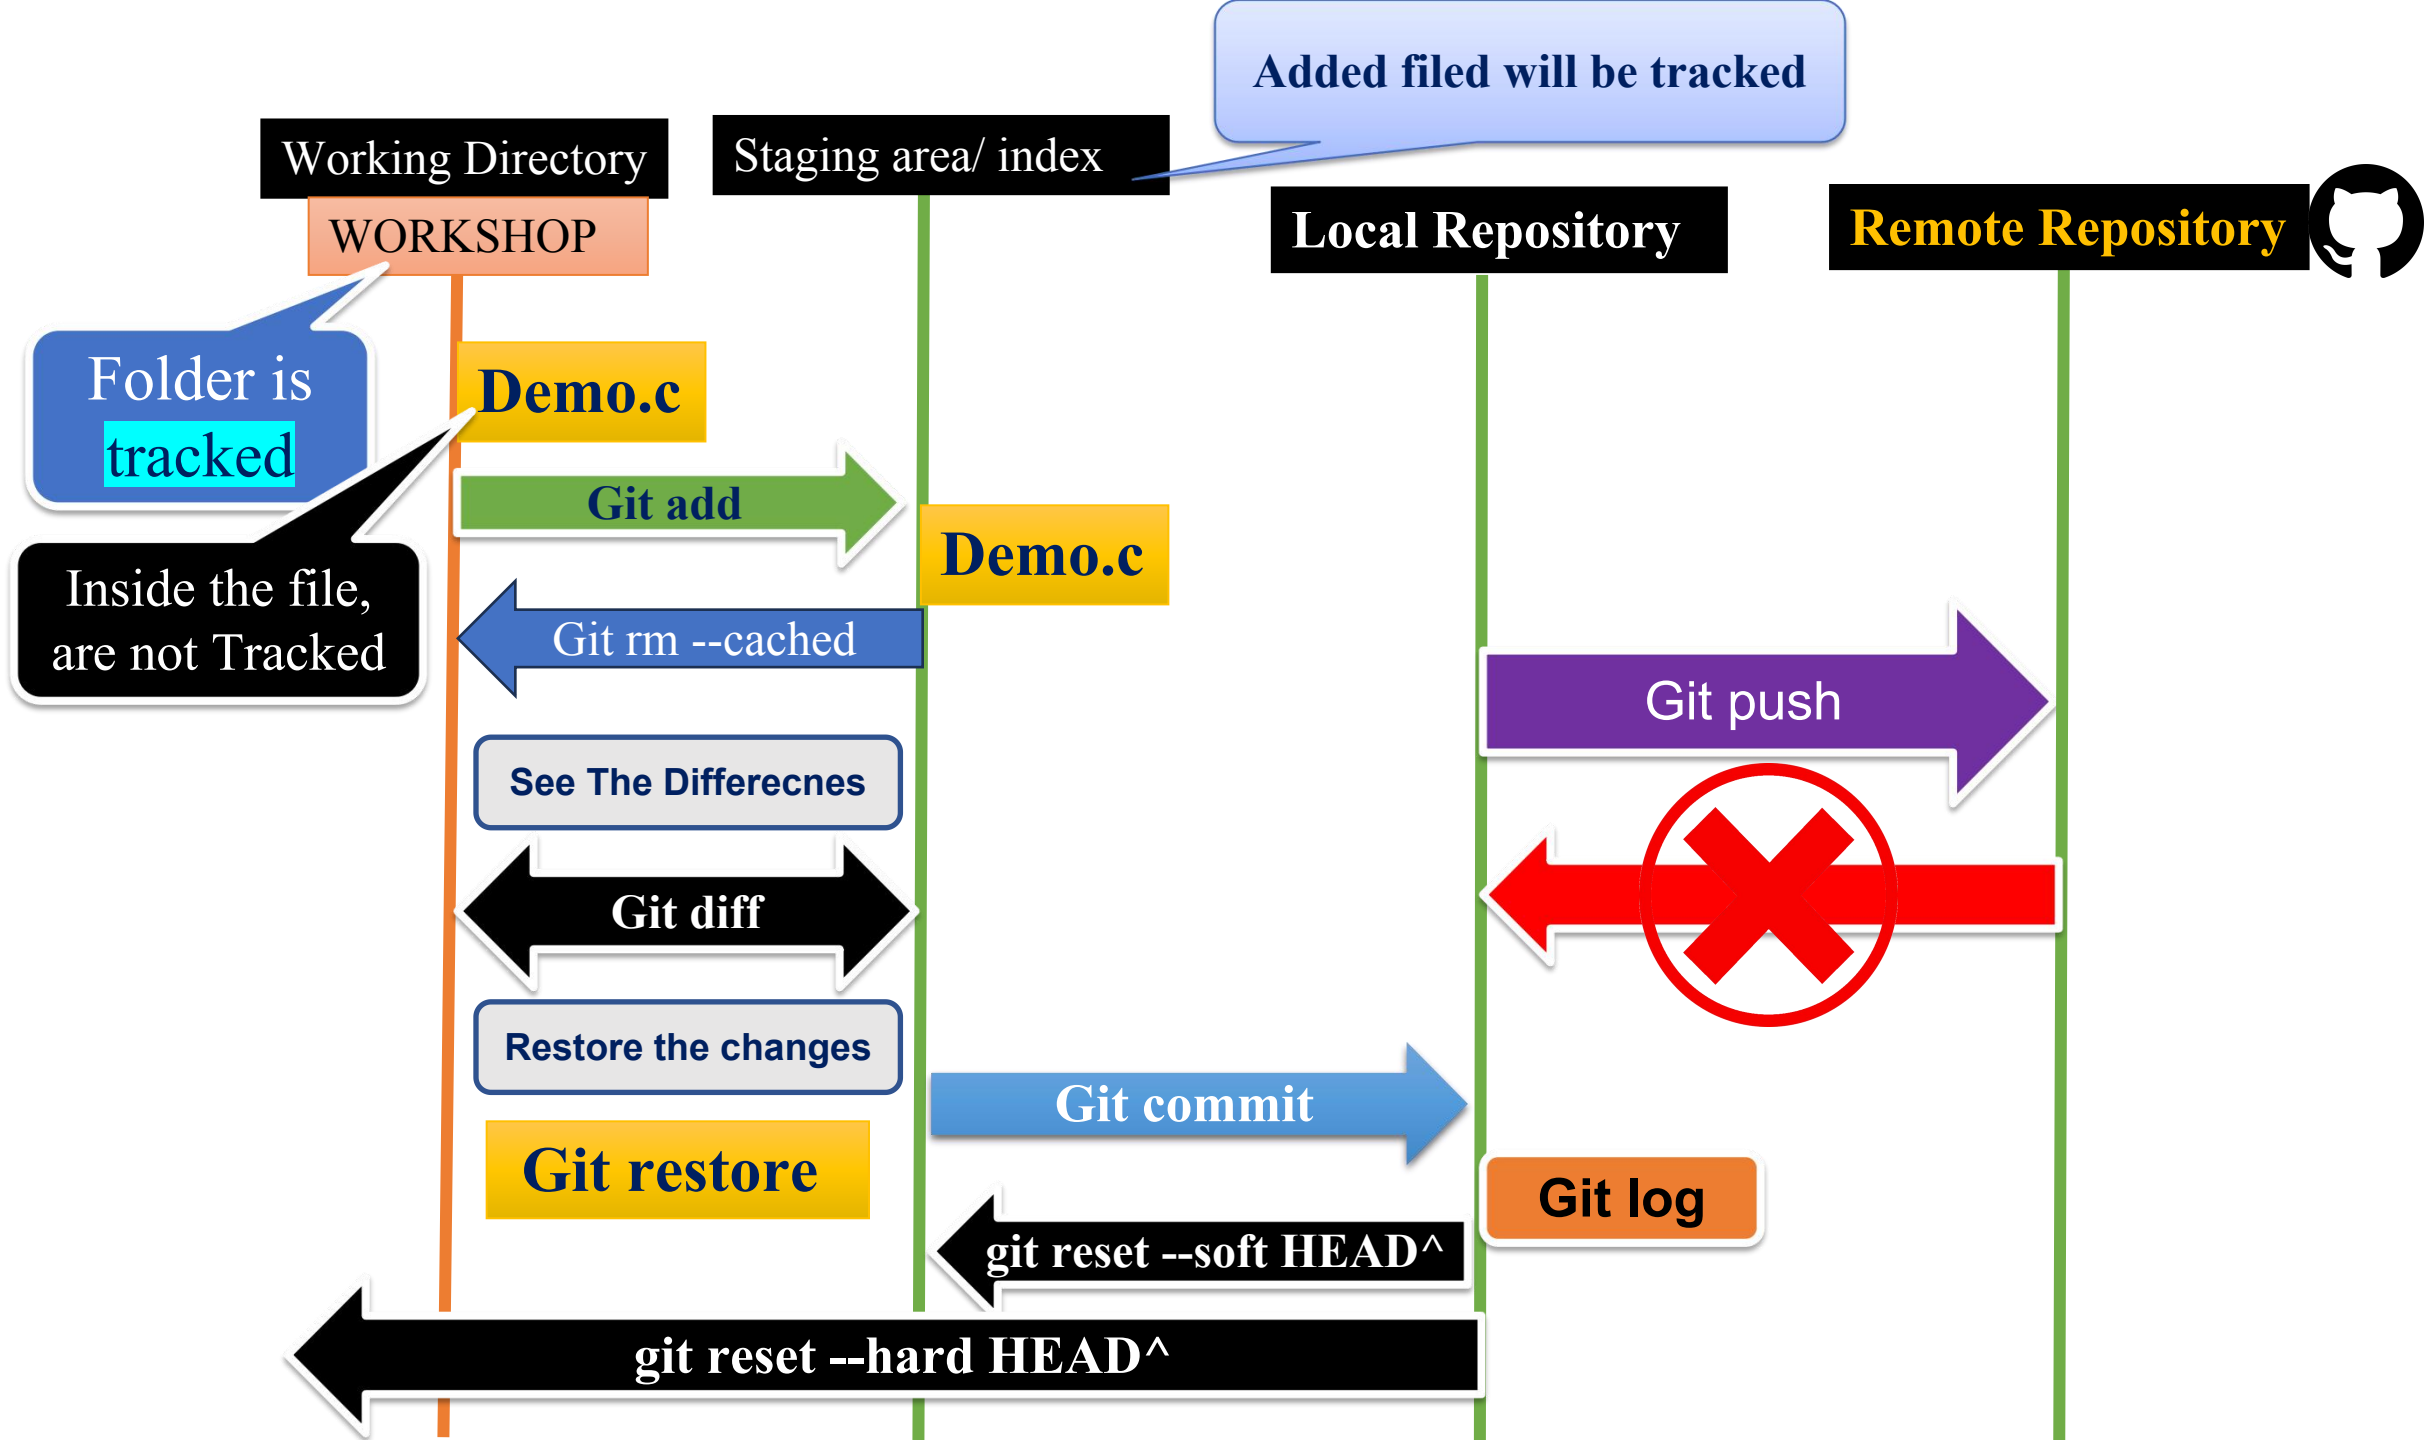 Added filed will be tracked
Working Directory
Staging area/ index
WORKSHOP
Local Repository
Remote Repository
Folder is
tracked
Demo.c
Git add
Demo.c
Inside the file,
are not Tracked
Git rm --cached
Git push
See The Differecnes
Git diff
Restore the changes
Git commit
Git restore
Git log
git reset --soft HEAD^
git reset --hard HEAD^